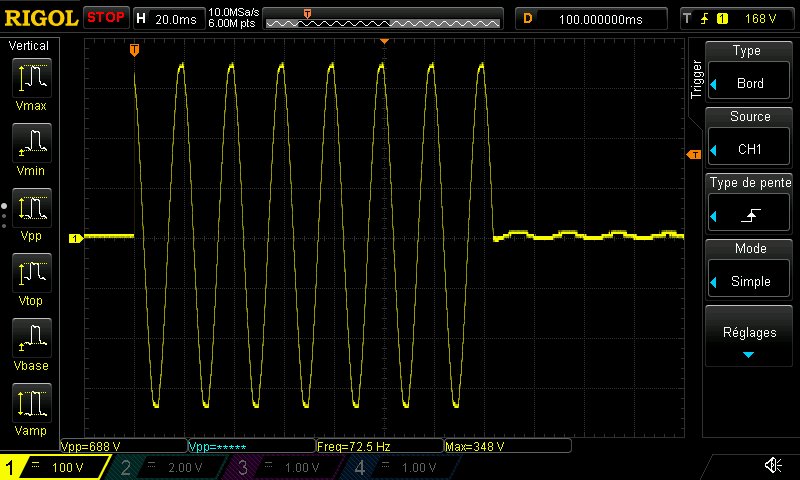 RIGOL STOP H 20.0ms 10.0MSa/s 6.00M pts T D 100.000000ms T 1 168 V
Vertical
Vmax
Vmin
Vpp
Vtop
Vbase
Vamp
T
1
T
Trigger
Type
Bord
Source
CH1
Type de pente
Mode
Simple
Réglages
Vpp=688 V Vpp=***** Freq=72.5 Hz Max=348 V
1 100 V 2 2.00 V 3 1.00 V 4 1.00 V